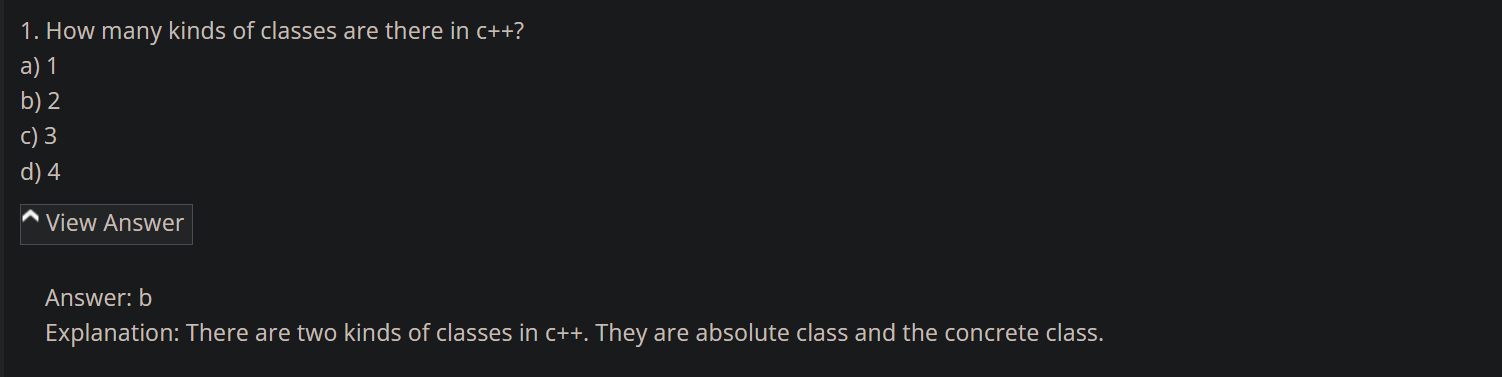 1. How many kinds of classes are there in c++?
a) 1
b) 2
c) 3
d) 4
View Answer
Answer: b
Explanation: There are two kinds of classes in c++. They are absolute class and the concrete class.